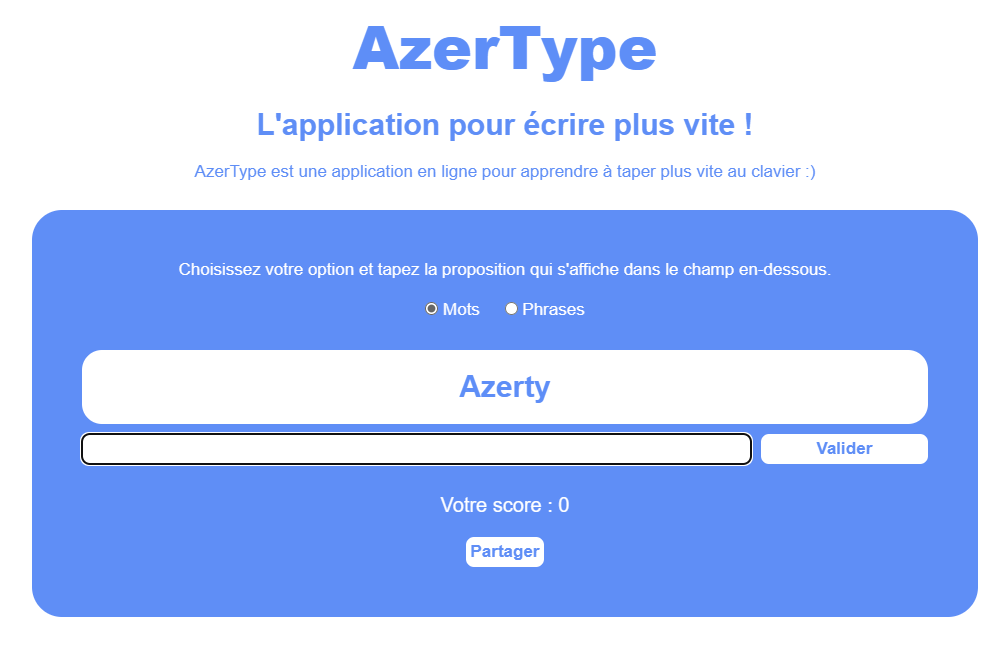 AzerType
L'application pour écrire plus vite !
AzerType est une application en ligne pour apprendre à taper plus vite au clavier :)
Choisissez votre option et tapez la proposition qui s'affiche dans le champ en-dessous.
Mots Phrases
Azerty
Valider
Votre score : 0
Partager